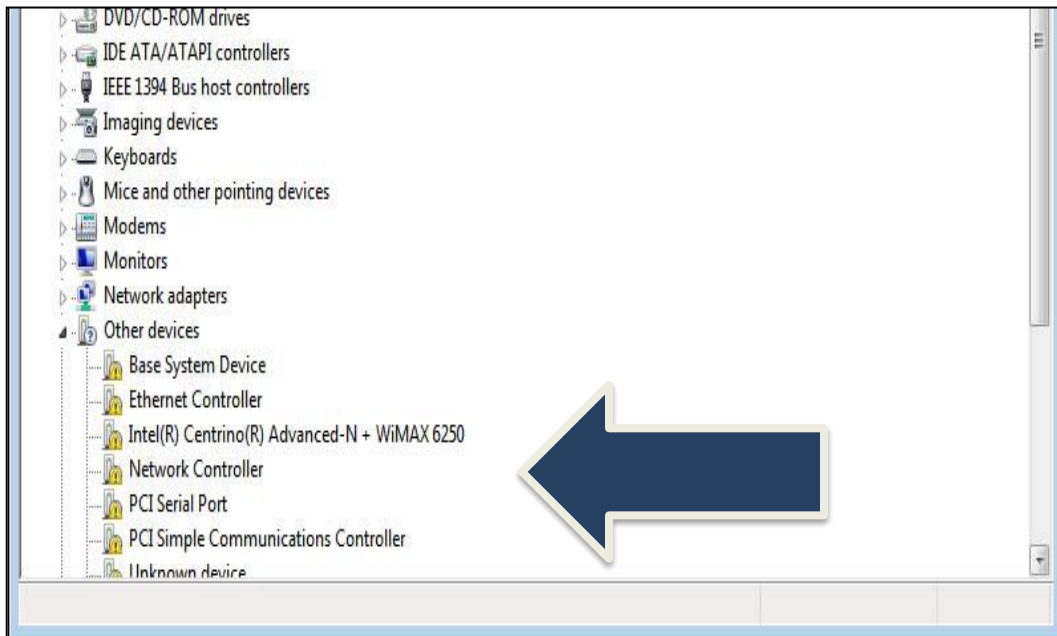 DVD/CD-ROM drives
IDE ATA/ATAPI controllers
IEEE 1394 Bus host controllers
Imaging devices
Keyboards
Mice and other pointing devices
Modems
Monitors
Network adapters
Other devices
Base System Device
Ethernet Controller
Intel(R) Centrino(R) Advanced-N + WiMAX 6250
Network Controller
PCI Serial Port
PCI Simple Communications Controller
Unknown device